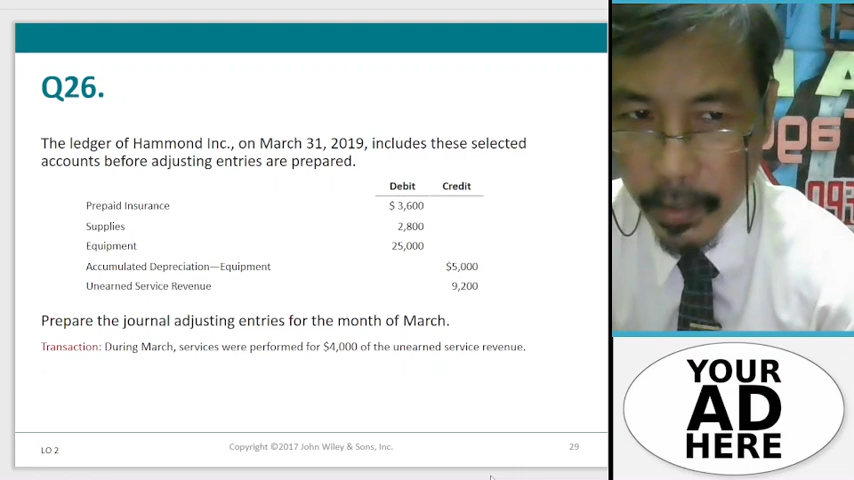 Q26.
The ledger of Hammond Inc., on March 31, 2019, includes these selected
accounts before adjusting entries are prepared.
Debit Credit
Prepaid Insurance $ 3,600
Supplies 2,800
Equipment 25,000
Accumulated Depreciation—Equipment $5,000
Unearned Service Revenue 9,200
Prepare the journal adjusting entries for the month of March.
Transaction: During March, services were performed for $4,000 of the unearned service revenue.
LO 2
Copyright ©2017 John Wiley & Sons, Inc.
29
YOUR
AD
HERE